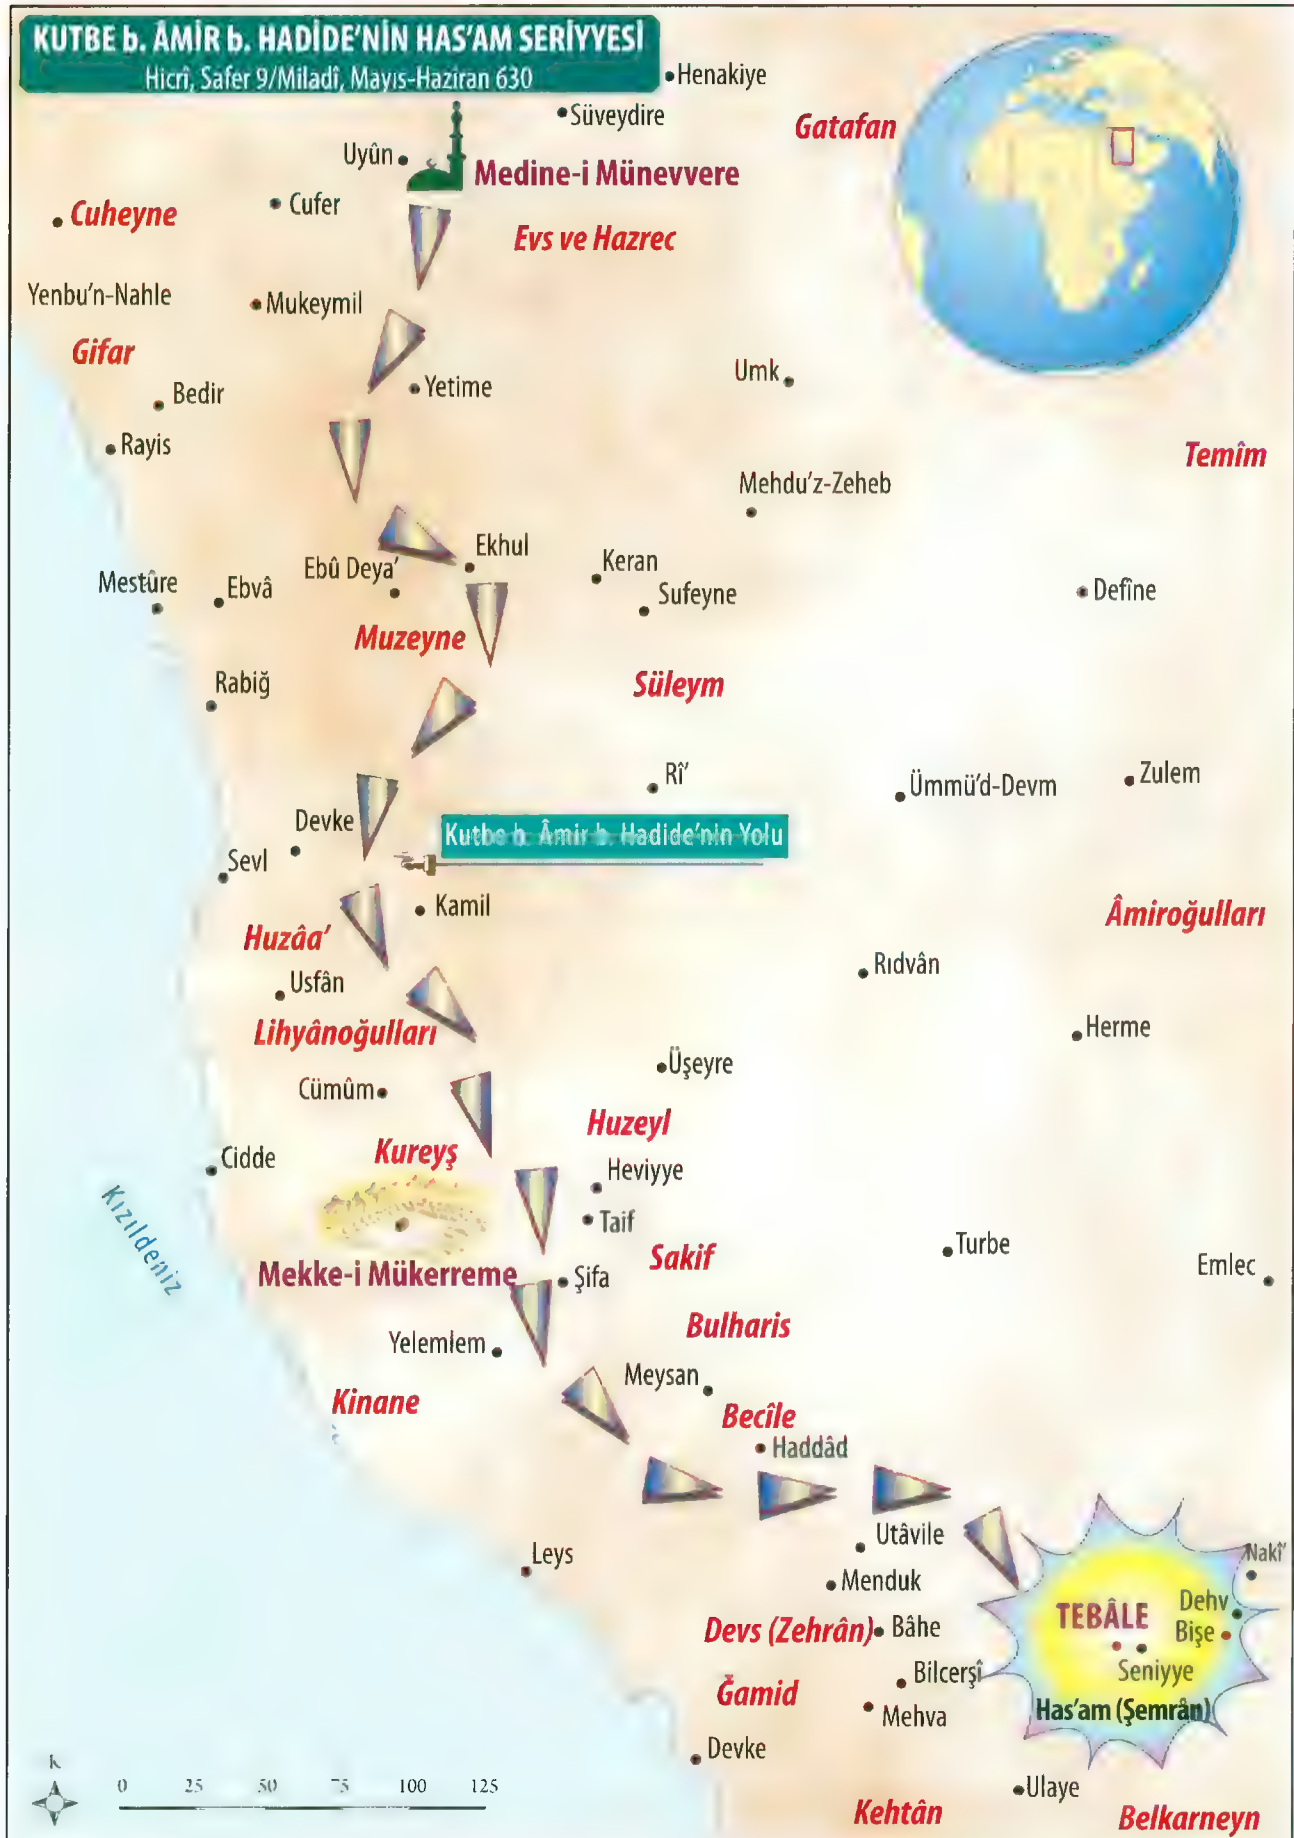 KUTBE b. ÂMİR b. HADİDE'NİN HAS'AM SERİYYESİ
Hicrî, Safer 9/Miladî, Mayıs-Haziran 630
Henakiye
Süveydire
Gatafan
Uyûn
Medine-i Münevvere
Cuheyne
Cufer
Evs ve Hazrec
Yenbu'n-Nahle
Mukeymil
Gifar
Umk
Bedir
Yetime
Rayis
Temîm
Mehdu'z-Zeheb
Ekhul
Keran
Mestûre
Ebvâ
Ebû Deya'
Sufeyne
Defîne
Muzeyne
Rabiğ
Süleym
Rî'
Ümmü'd-Devm
Zulem
Devke
Kutbe b. Âmir b. Hadide'nin Yolu
Sevl
Kamil
Âmiroğulları
Huzâa'
Usfân
Rıdvân
Lihyânoğulları
Herme
Üşeyre
Cümûm
Huzeyl
Kureyş
Cidde
Heviyye
Kızıldeniz
Taif
Sakif
Turbe
Mekke-i Mükerreme
Şifa
Emlec
Bulharis
Yelemlem
Meysan
Kinane
Becîle
Haddâd
Utâvile
Leys
Nakî'
Menduk
Dehv
TEBÂLE
Bişe
Devs (Zehrân)
Bâhe
Seniyye
Bilcerşî
Ğamid
Mehva
Has'am (Şemrân)
Devke
K
0 25 50 75 100 125
Ulaye
Kehtân
Belkarneyn